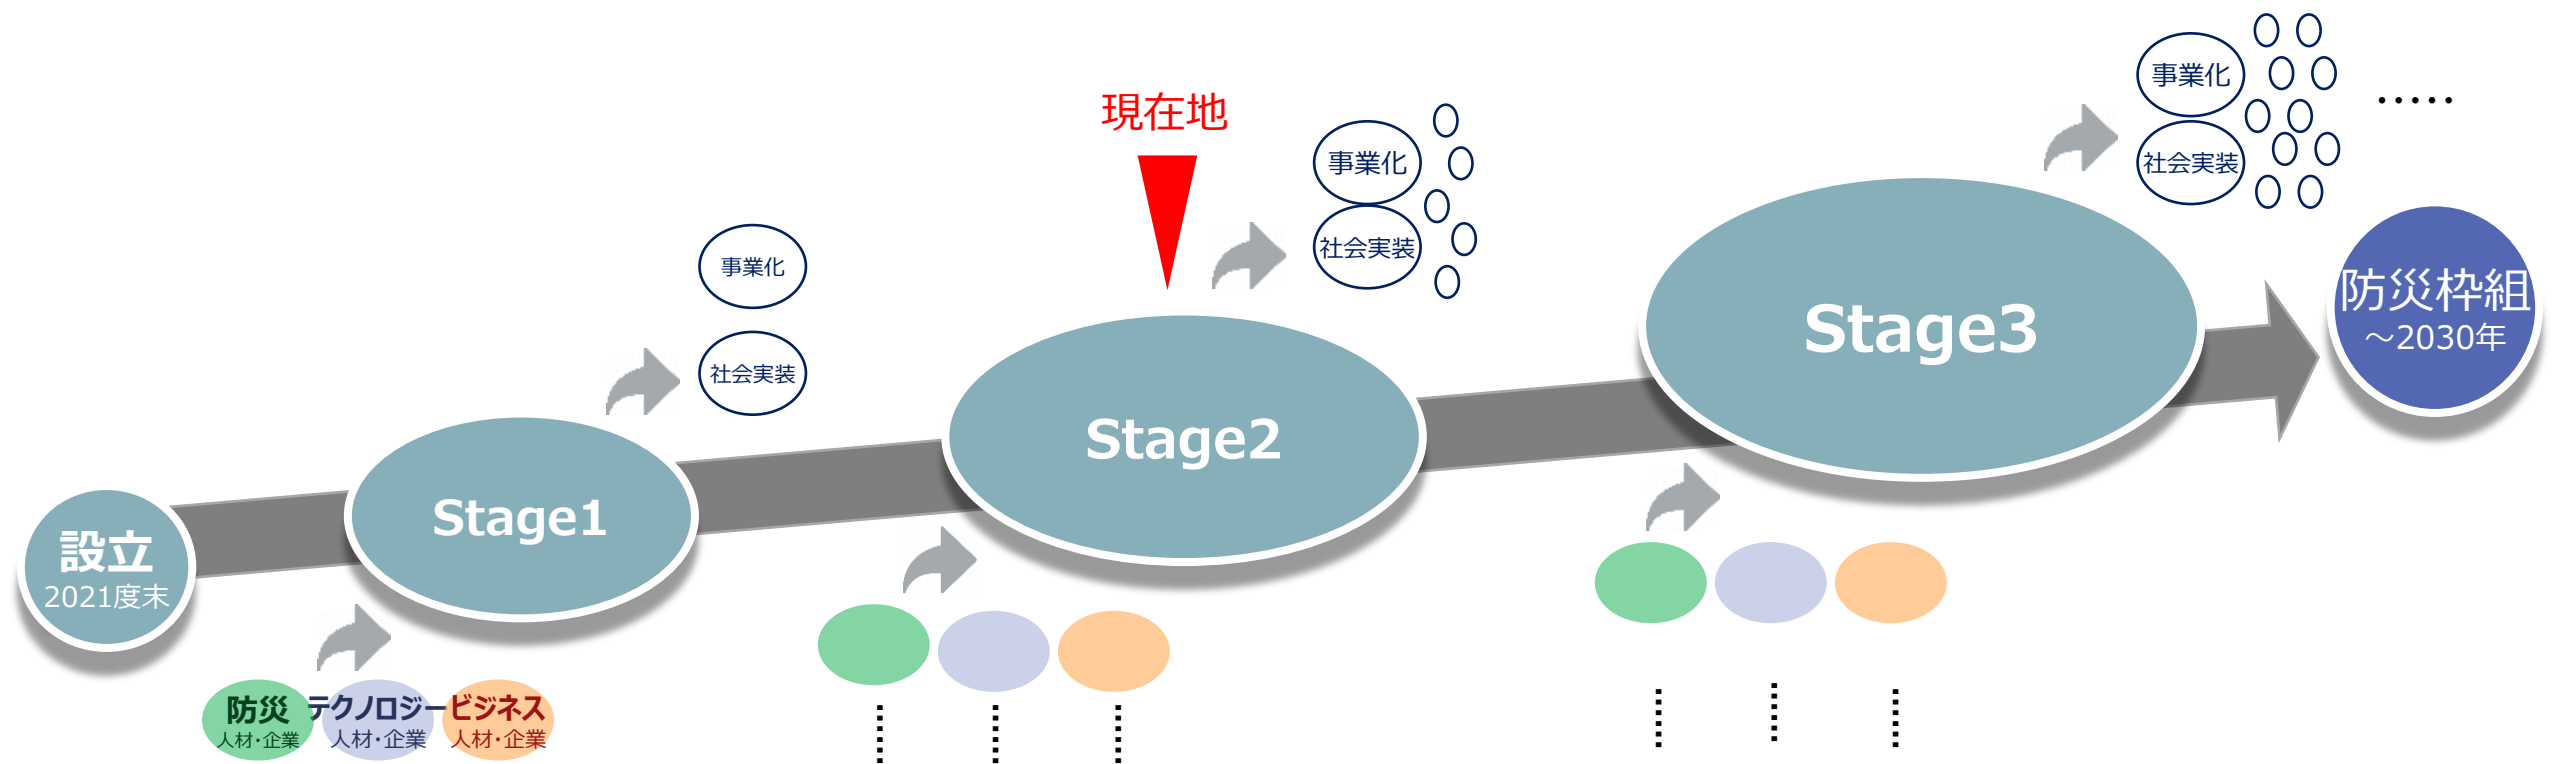 設立
2021度末
防災
人材・企業
テクノロジー
人材・企業
ビジネス
人材・企業
Stage1
事業化
社会実装
現在地
Stage2
事業化
社会実装
Stage3
事業化
社会実装
.....
防災枠組
～2030年